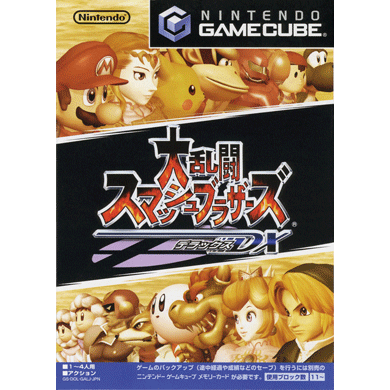 Nintendo
NINTENDO
GAMECUBE
大乱闘
スマッシュブラザーズ
デラックスDX
■1～4人用
■アクション
ゲームのバックアップ（途中経過や成績などのセーブ）を行うには別売の
ニンテンドーゲームキューブ メモリーカードが必要です。 使用ブロック数 11～